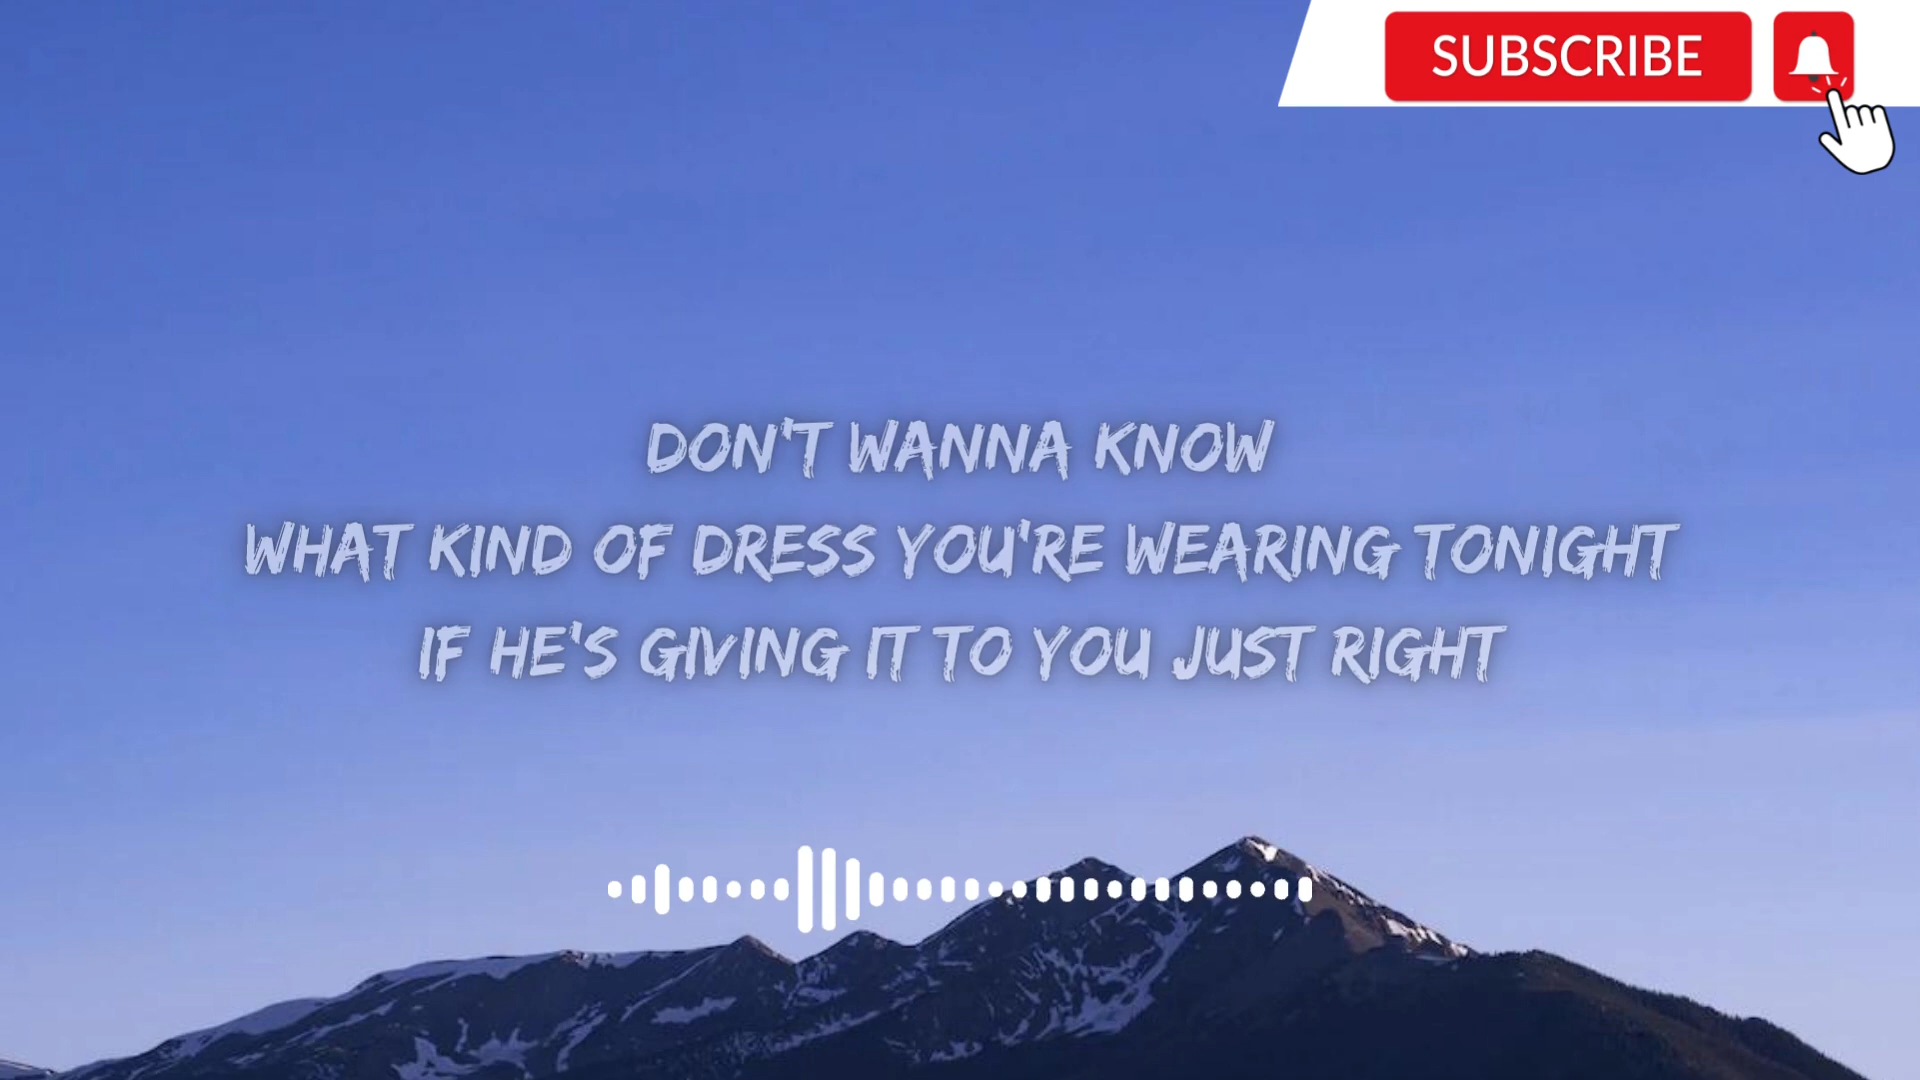 SUBSCRIBE
DON'T WANNA KNOW
WHAT KIND OF DRESS YOU'RE WEARING TONIGHT
IF HE'S GIVING IT TO YOU JUST RIGHT